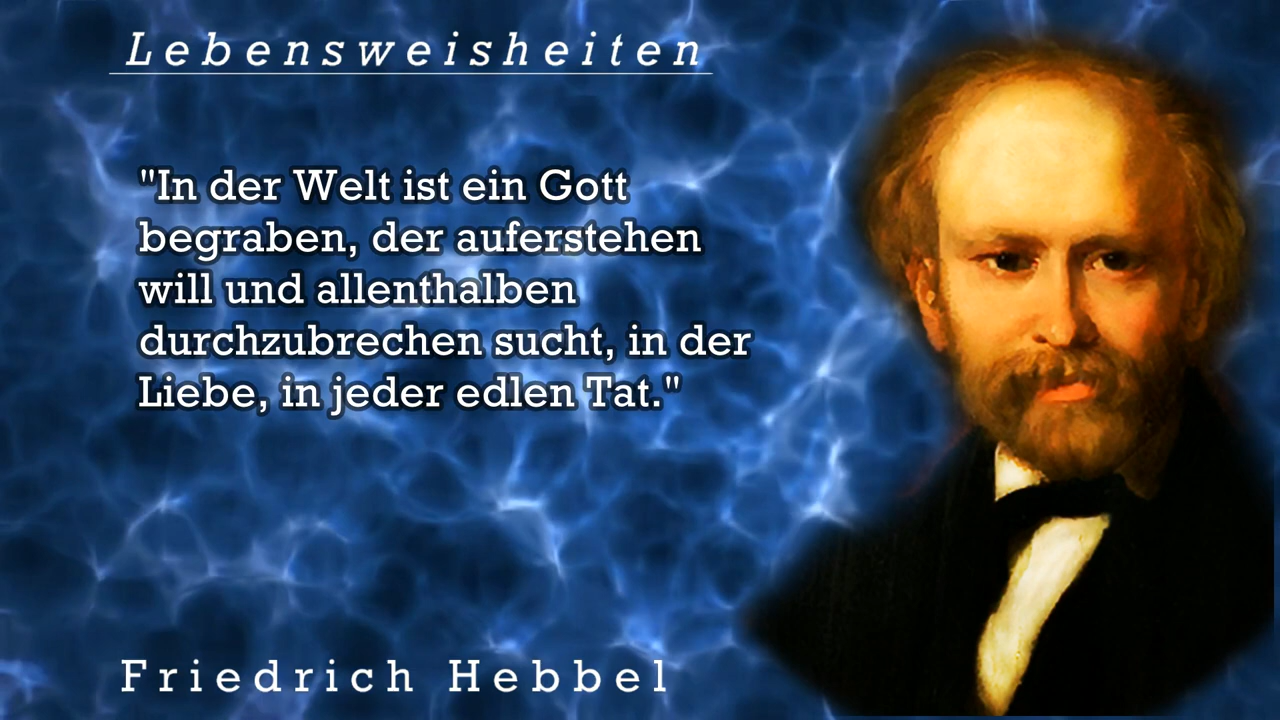 Lebensweisheiten
"In der Welt ist ein Gott
begraben, der auferstehen
will und allenthalben
durchzubrechen sucht, in der
Liebe, in jeder edlen Tat."
Friedrich Hebbel